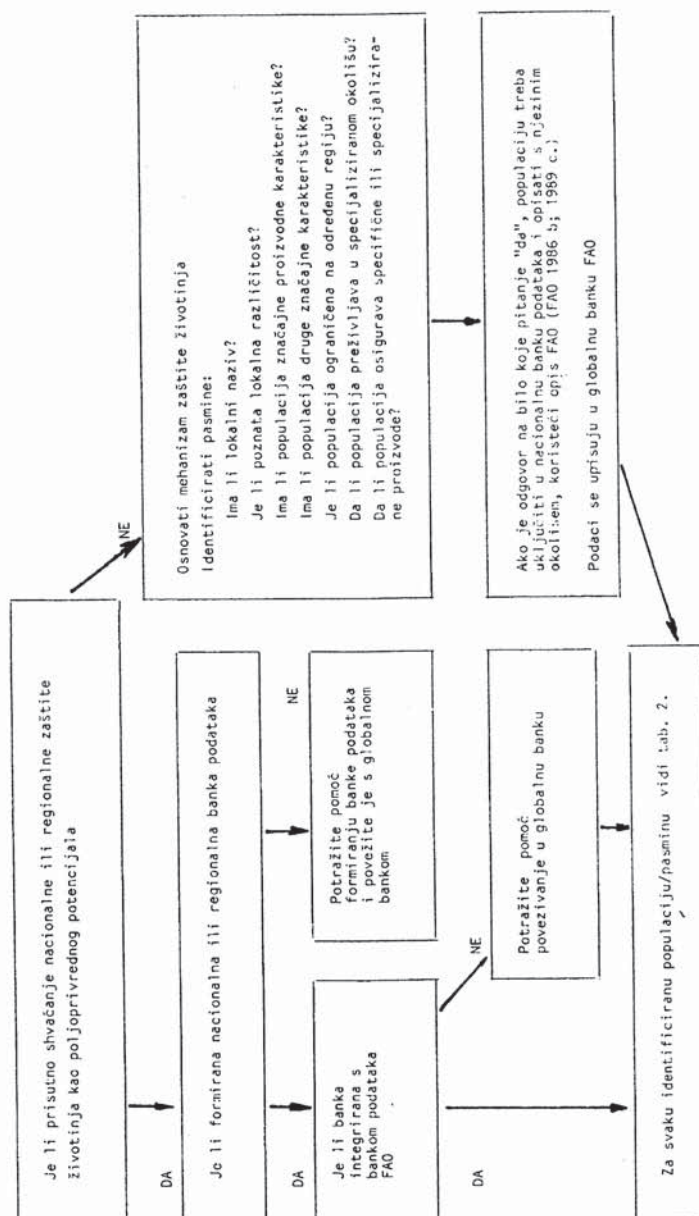 Je li prisutno shvačanje nacionalne ili regionalne zaštite
životinja kao poljoprivrednog potencijala
DA
NE
Je li formirana nacionalna ili regionalna banka podataka
DA
NE
Je li banka
integrirana s
bankom podataka
FAO
Potražite pomoč
formiranju banke podataka
i povežite je s globalnom
bankom
DA
NE
Potražite pomoč
povezivanje u globalnu banku
Za svaku identificiranu populaciju/pasminu vidi tab. 2.
Osnovati mehanizam zaštite životinja
Identificirati pasmine:
Ima li lokalni naziv?
Je li poznata lokalna različitost?
Ima li populacija značajne proizvodne karakteristike?
Ima li populacija druge značajne karakteristike?
Je li populacija ograničena na određenu regiju?
Da li populacija preživljava u specijaliziranom okolišu?
Da li populacija osigurava specifične ili specijalizira-
ne proizvode?
Ako je odgovor na bilo koje pitanje "da", populaciju treba
uključiti u nacionalnu banku podataka i opisati s njezinim
okolišem, koristeći opis FAO (FAO 1986 b; 1989 c.)
Podaci se upisuju u globalnu banku FAO